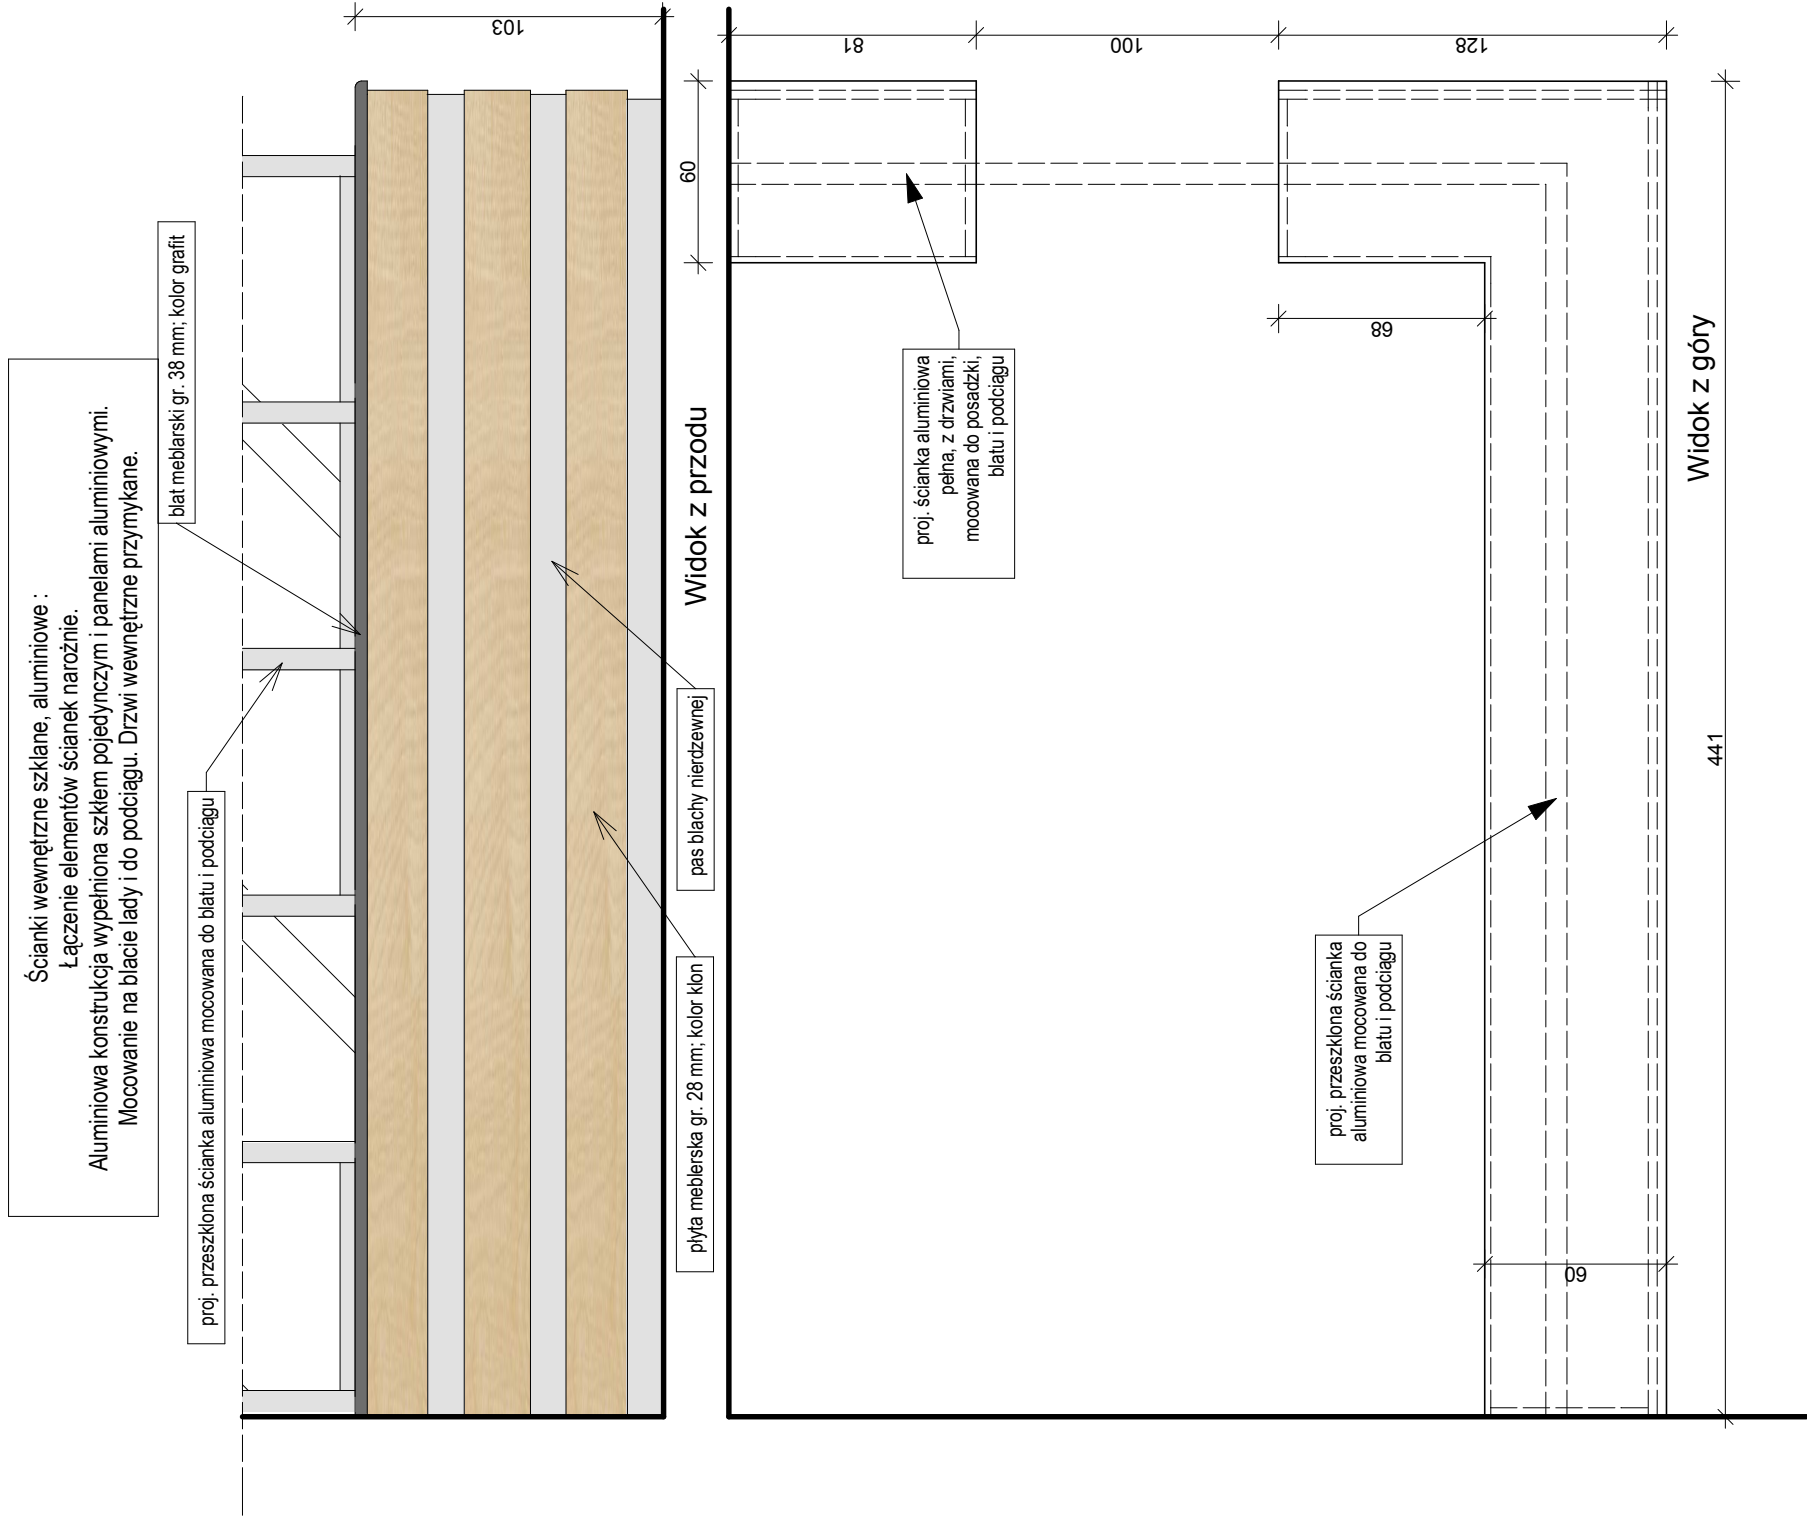 Ścianki wewnętrzne szklane, aluminiowe :
Łączenie elementów ścianek narożnie.
Aluminiowa konstrukcja wypełniona szkłem pojedynczym i panelami aluminiowymi.
Mocowanie na blacie lady i do podciągu. Drzwi wewnętrzne przymykane.
blat meblarski gr. 38 mm; kolor grafit
proj. przeszklona ścianka aluminiowa mocowana do blatu i podciągu
103
pas blachy nierdzewnej
płyta meblerska gr. 28 mm; kolor klon
Widok z przodu
60
81
100
128
proj. ścianka aluminiowa
pełna, z drzwiami,
mocowana do posadzki,
blatu i podciągu
68
proj. przeszklona ścianka
aluminiowa mocowana do
blatu i podciągu
60
441
Widok z góry